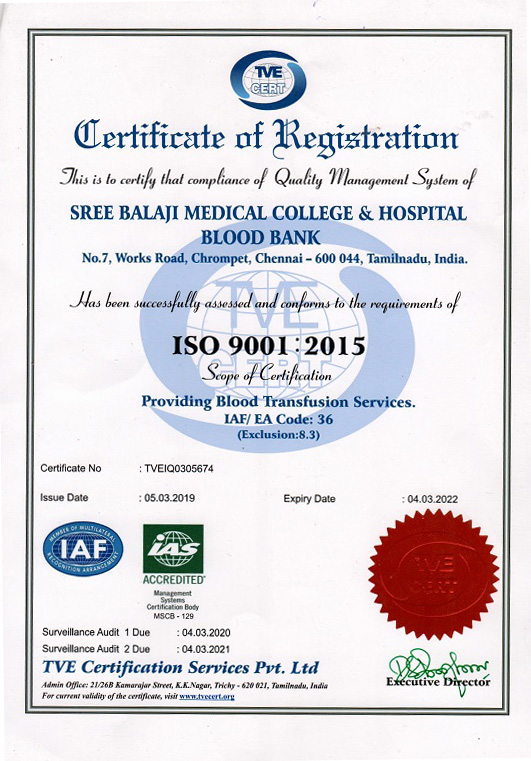 TVE
CERT
Certificate of Registration
This is to certify that compliance of Quality Management System of
SREE BALAJI MEDICAL COLLEGE & HOSPITAL
BLOOD BANK
No.7, Works Road, Chrompet, Chennai – 600 044, Tamilnadu, India.
Has been successfully assessed and conforms to the requirements of
TVE
ISO 9001:2015
CERT
Scope of Certification
Providing Blood Transfusion Services.
IAF/ EA Code: 36
(Exclusion:8.3)
Certificate No : TVEIQ0305674
Issue Date : 05.03.2019 Expiry Date : 04.03.2022
MEMBER OF MULTILATERAL
IAF
RECOGNITION ARRANGEMENT
IAS
ACCREDITED
Management
Systems
Certification Body
MSCB - 129
TVE
CERT
Surveillance Audit 1 Due : 04.03.2020
Surveillance Audit 2 Due : 04.03.2021
TVE Certification Services Pvt. Ltd
Executive Director
Admin Office: 21/26B Kamarajar Street, K.K.Nagar, Trichy - 620 021, Tamilnadu, India
For current validity of the certificate, visit www.tvecert.org